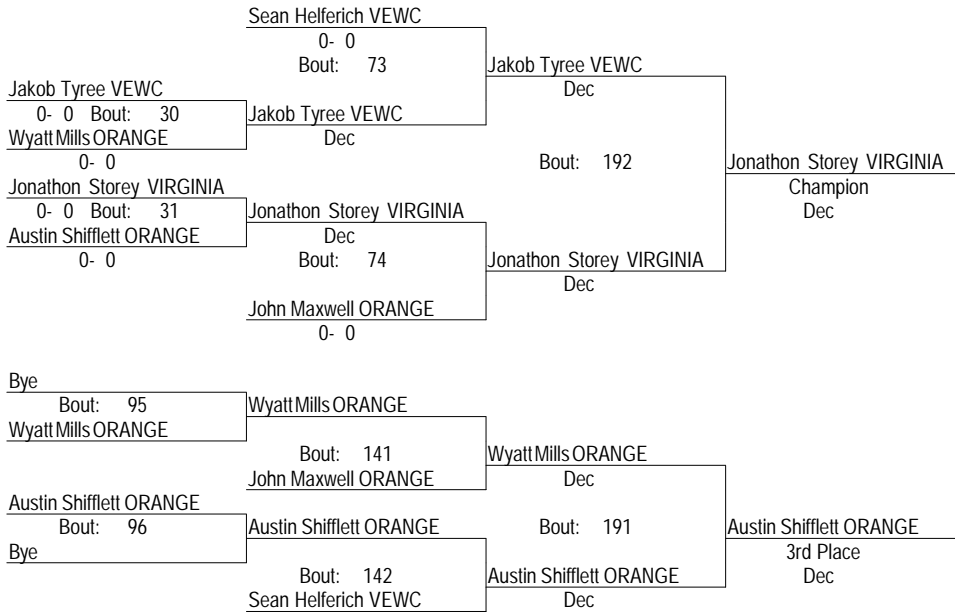 Sean Helferich VEWC
0- 0
Bout: 73
Jakob Tyree VEWC
Dec
Jakob Tyree VEWC
0- 0 Bout: 30
Jakob Tyree VEWC
Wyatt Mills ORANGE
Dec
0- 0
Bout: 192
Jonathon Storey VIRGINIA
Jonathon Storey VIRGINIA
Champion
0- 0 Bout: 31
Jonathon Storey VIRGINIA
Dec
Austin Shifflett ORANGE
Dec
0- 0
Bout: 74
Jonathon Storey VIRGINIA
Dec
John Maxwell ORANGE
0- 0
Bye
Bout: 95
Wyatt Mills ORANGE
Wyatt Mills ORANGE
Bout: 141
Wyatt Mills ORANGE
John Maxwell ORANGE
Dec
Austin Shifflett ORANGE
Bout: 96
Austin Shifflett ORANGE
Bout: 191
Austin Shifflett ORANGE
Bye
3rd Place
Bout: 142
Austin Shifflett ORANGE
Dec
Sean Helferich VEWC
Dec